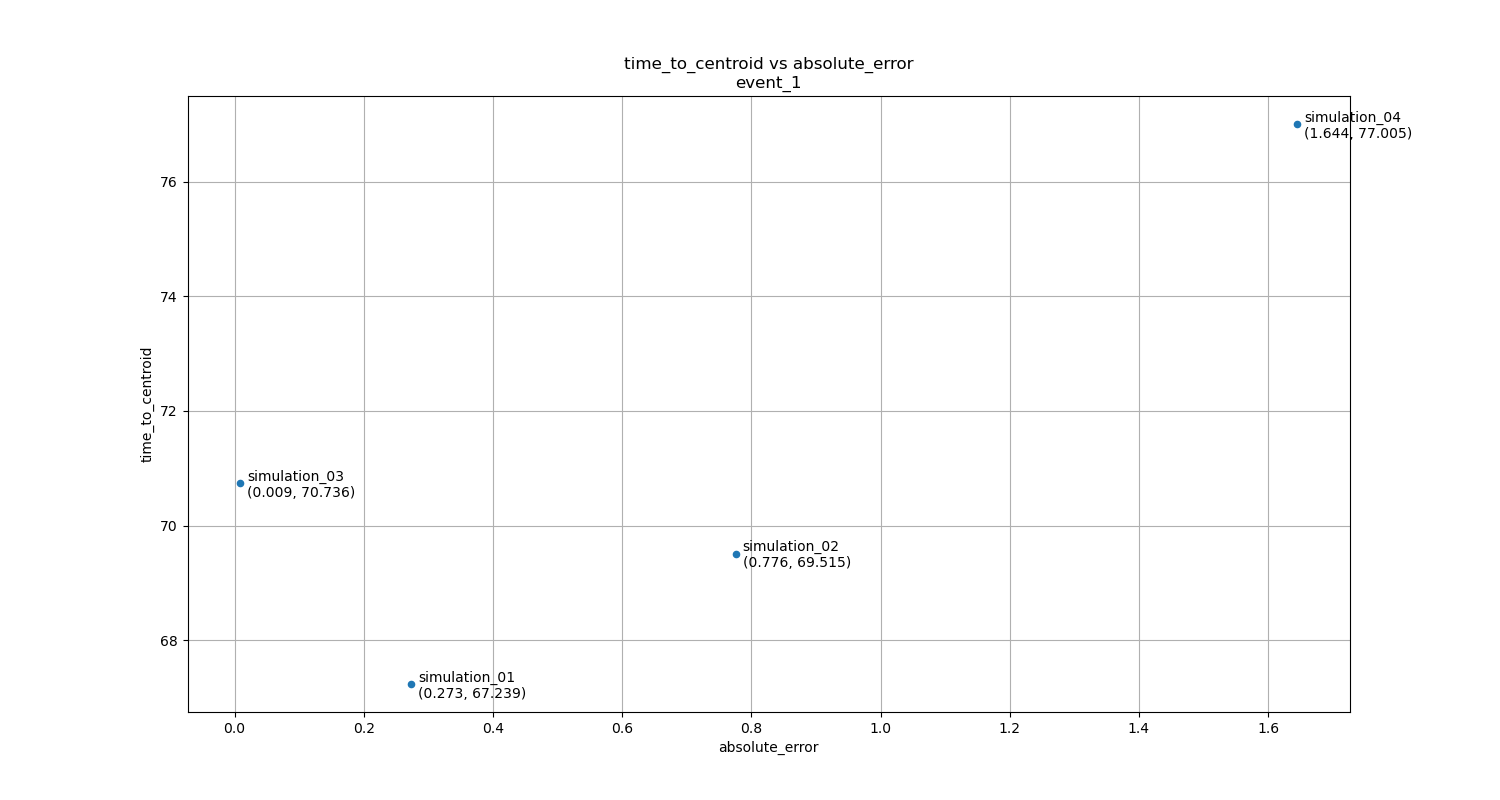 time_to_centroid vs absolute_error
event_1
simulation_04
(1.644, 77.005)
76
74
72
70
68
time_to_centroid
simulation_03
(0.009, 70.736)
simulation_02
(0.776, 69.515)
simulation_01
(0.273, 67.239)
0.0 0.2 0.4 0.6 0.8 1.0 1.2 1.4 1.6
absolute_error